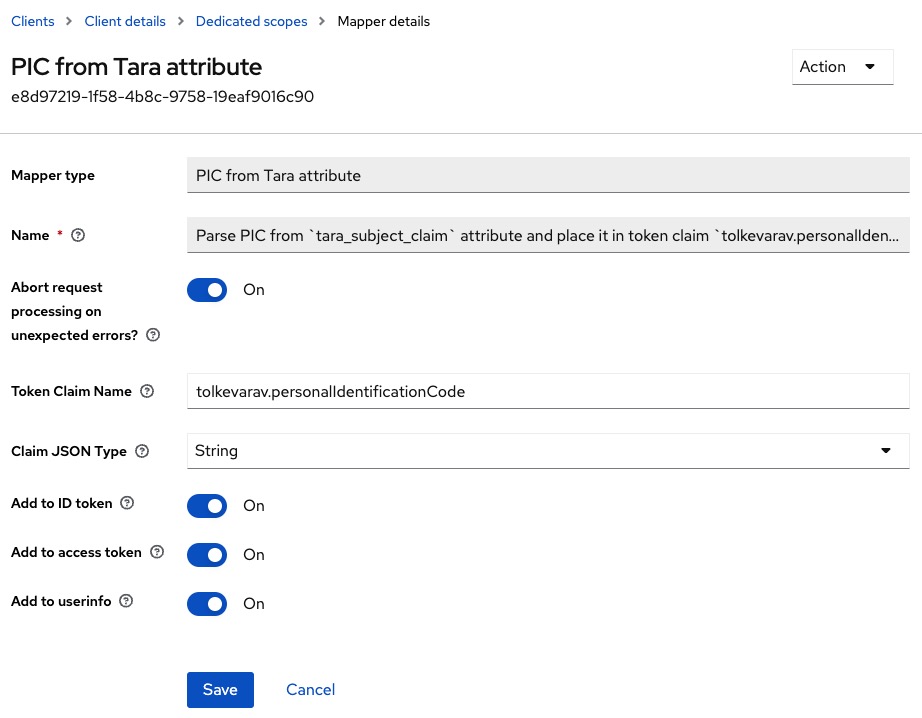 Clients > Client details > Dedicated scopes > Mapper details
PIC from Tara attribute
Action
e8d97219-1f58-4b8c-9758-19eaf9016c90
Mapper type
PIC from Tara attribute
Name *
Parse PIC from `tara_subject_claim` attribute and place it in token claim `tolkevarav.personalIden...
Abort request
processing on
unexpected errors?
On
Token Claim Name
tolkevarav.personalIdentificationCode
Claim JSON Type
String
Add to ID token
On
Add to access token
On
Add to userinfo
On
Save
Cancel